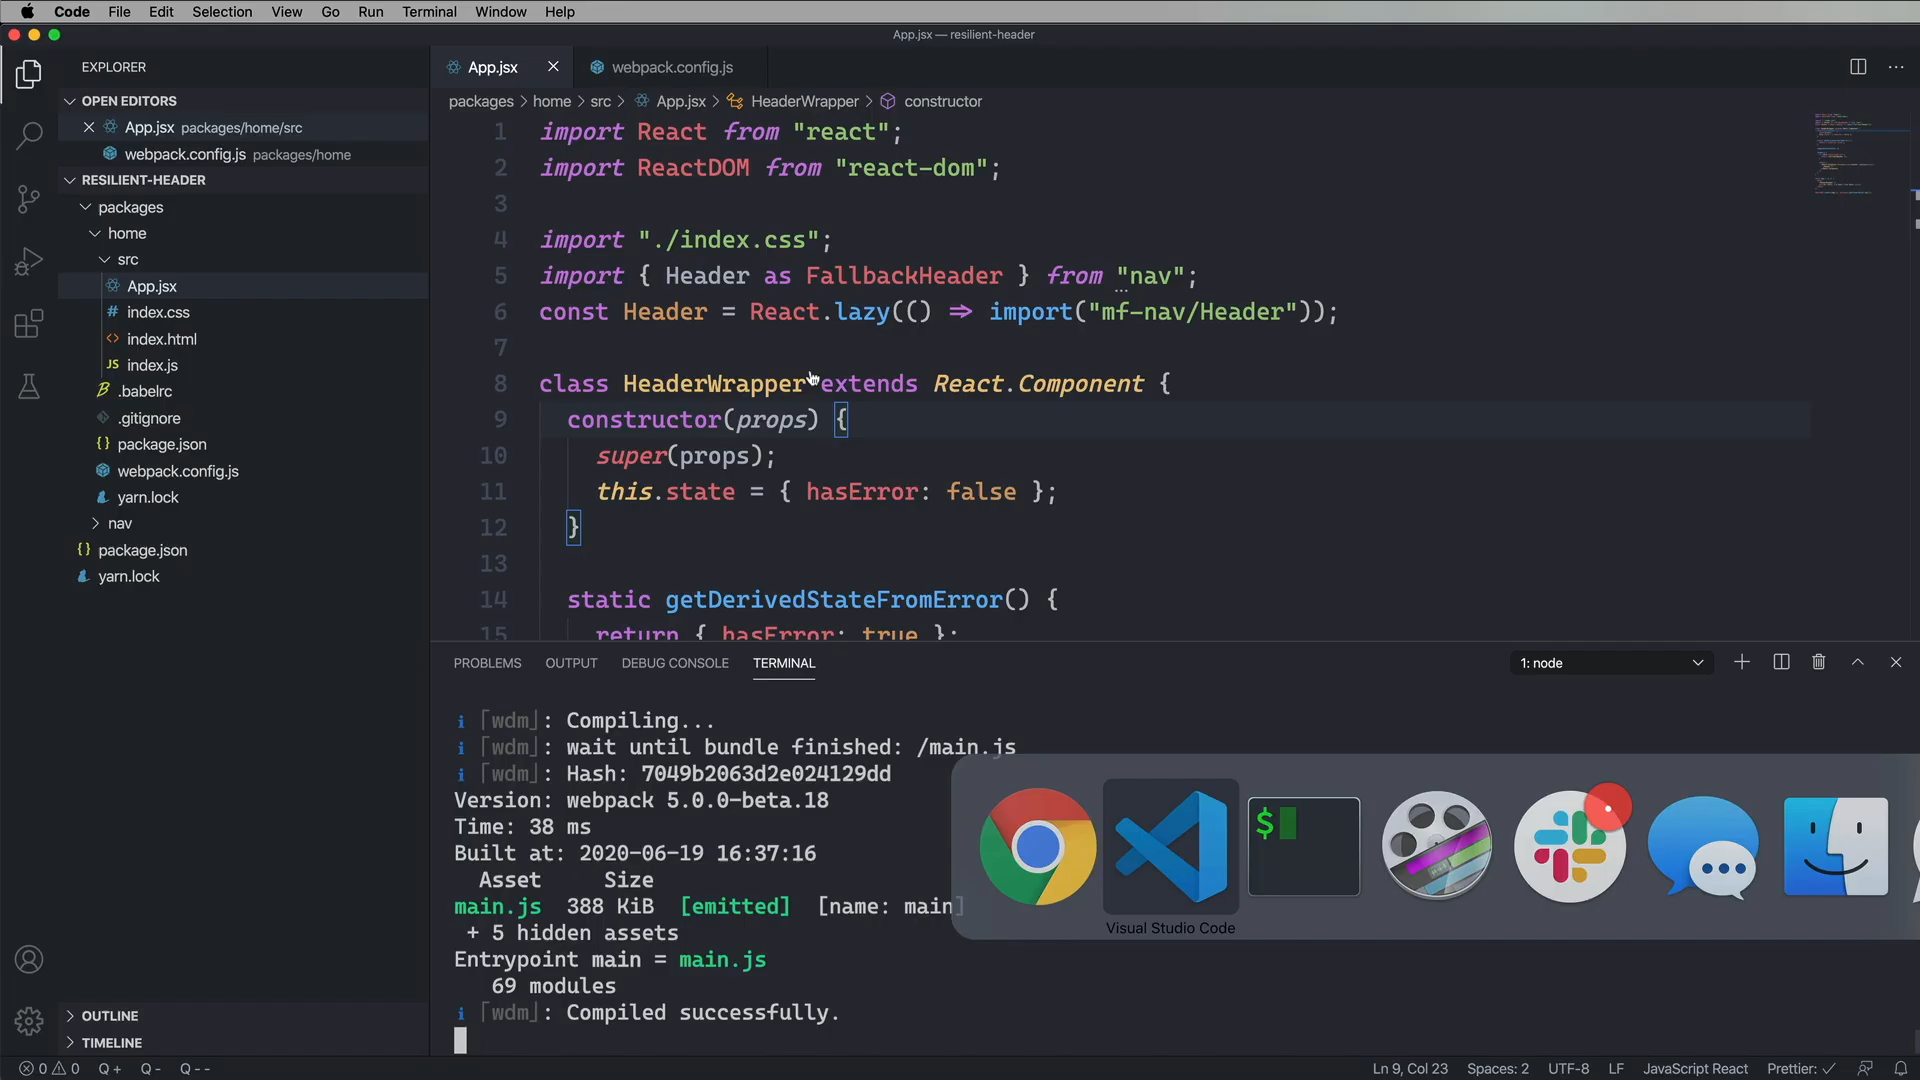 Code File Edit Selection View Go Run Terminal Window Help
App.jsx — resilient-header
EXPLORER
OPEN EDITORS
App.jsx packages/home/src
webpack.config.js packages/home
RESILIENT-HEADER
packages
home
src
App.jsx
# index.css
<> index.html
JS index.js
.babelrc
.gitignore
{} package.json
webpack.config.js
yarn.lock
nav
{} package.json
yarn.lock
OUTLINE
TIMELINE
App.jsx webpack.config.js
packages > home > src > App.jsx > HeaderWrapper > constructor
1 import React from "react";
2 import ReactDOM from "react-dom";
3
4 import "./index.css";
5 import { Header as FallbackHeader } from "nav";
6 const Header = React.lazy(() => import("mf-nav/Header"));
7
8 class HeaderWrapper extends React.Component {
9 constructor(props) {
10 super(props);
11 this.state = { hasError: false };
12 }
13
14 static getDerivedStateFromError() {
15 return { hasError: true };
PROBLEMS OUTPUT DEBUG CONSOLE TERMINAL
1: node
i ⌈wdm⌋: Compiling...
i ⌈wdm⌋: wait until bundle finished: /main.js
i ⌈wdm⌋: Hash: 7049b2063d2e024129dd
Version: webpack 5.0.0-beta.18
Time: 38 ms
Built at: 2020-06-19 16:37:16
Asset Size
main.js 388 KiB [emitted] [name: main]
+ 5 hidden assets
Entrypoint main = main.js
69 modules
i ⌈wdm⌋: Compiled successfully.
$
Visual Studio Code
0 0 Q+ Q- Q-- Ln 9, Col 23 Spaces: 2 UTF-8 LF JavaScript React Prettier: ✓